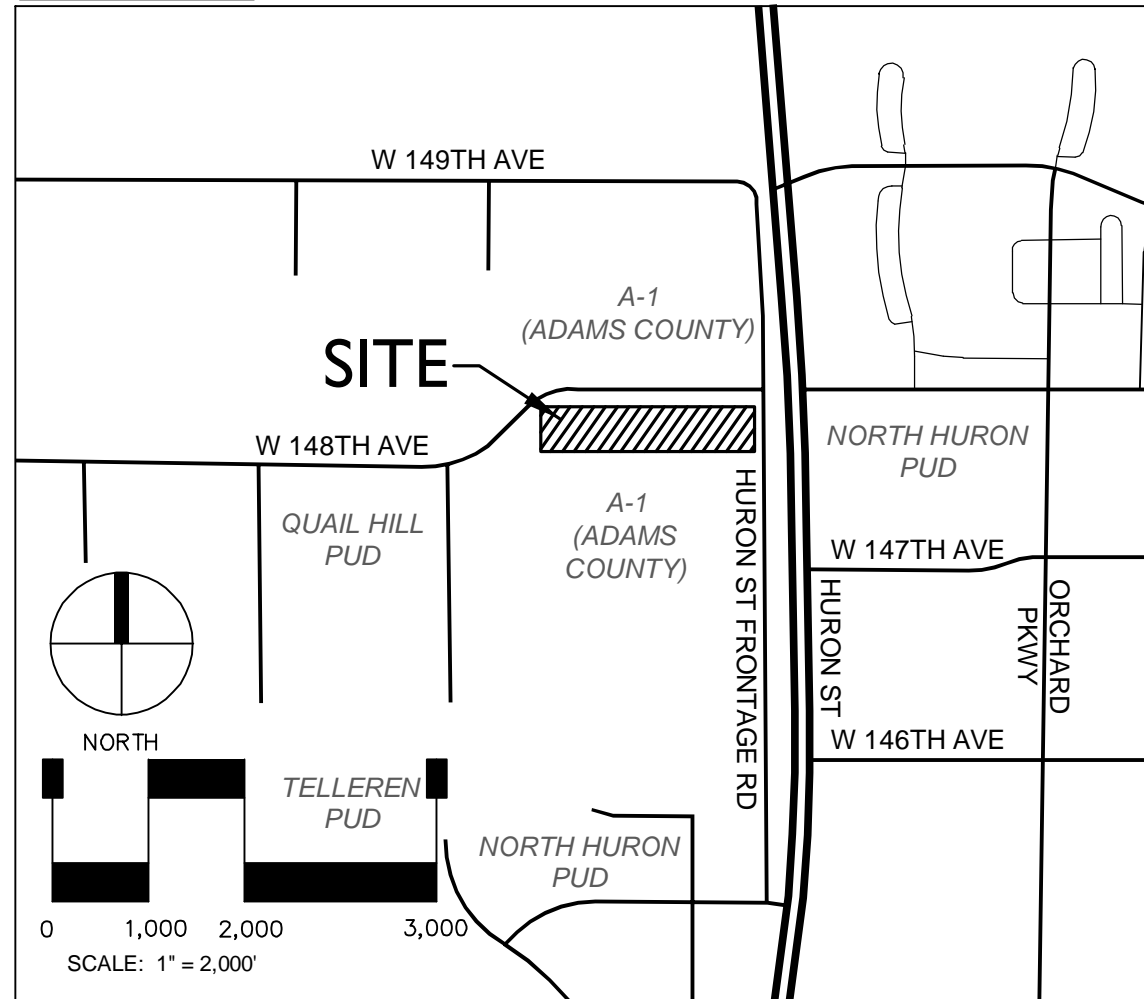 W 149TH AVE
A-1
(ADAMS COUNTY)
SITE
W 148TH AVE
NORTH HURON
PUD
QUAIL HILL
PUD
A-1
(ADAMS
COUNTY)
HURON ST FRONTAGE RD
W 147TH AVE
HURON ST
ORCHARD
PKWY
NORTH
W 146TH AVE
TELLEREN
PUD
NORTH HURON
PUD
0 1,000 2,000 3,000
SCALE: 1" = 2,000'